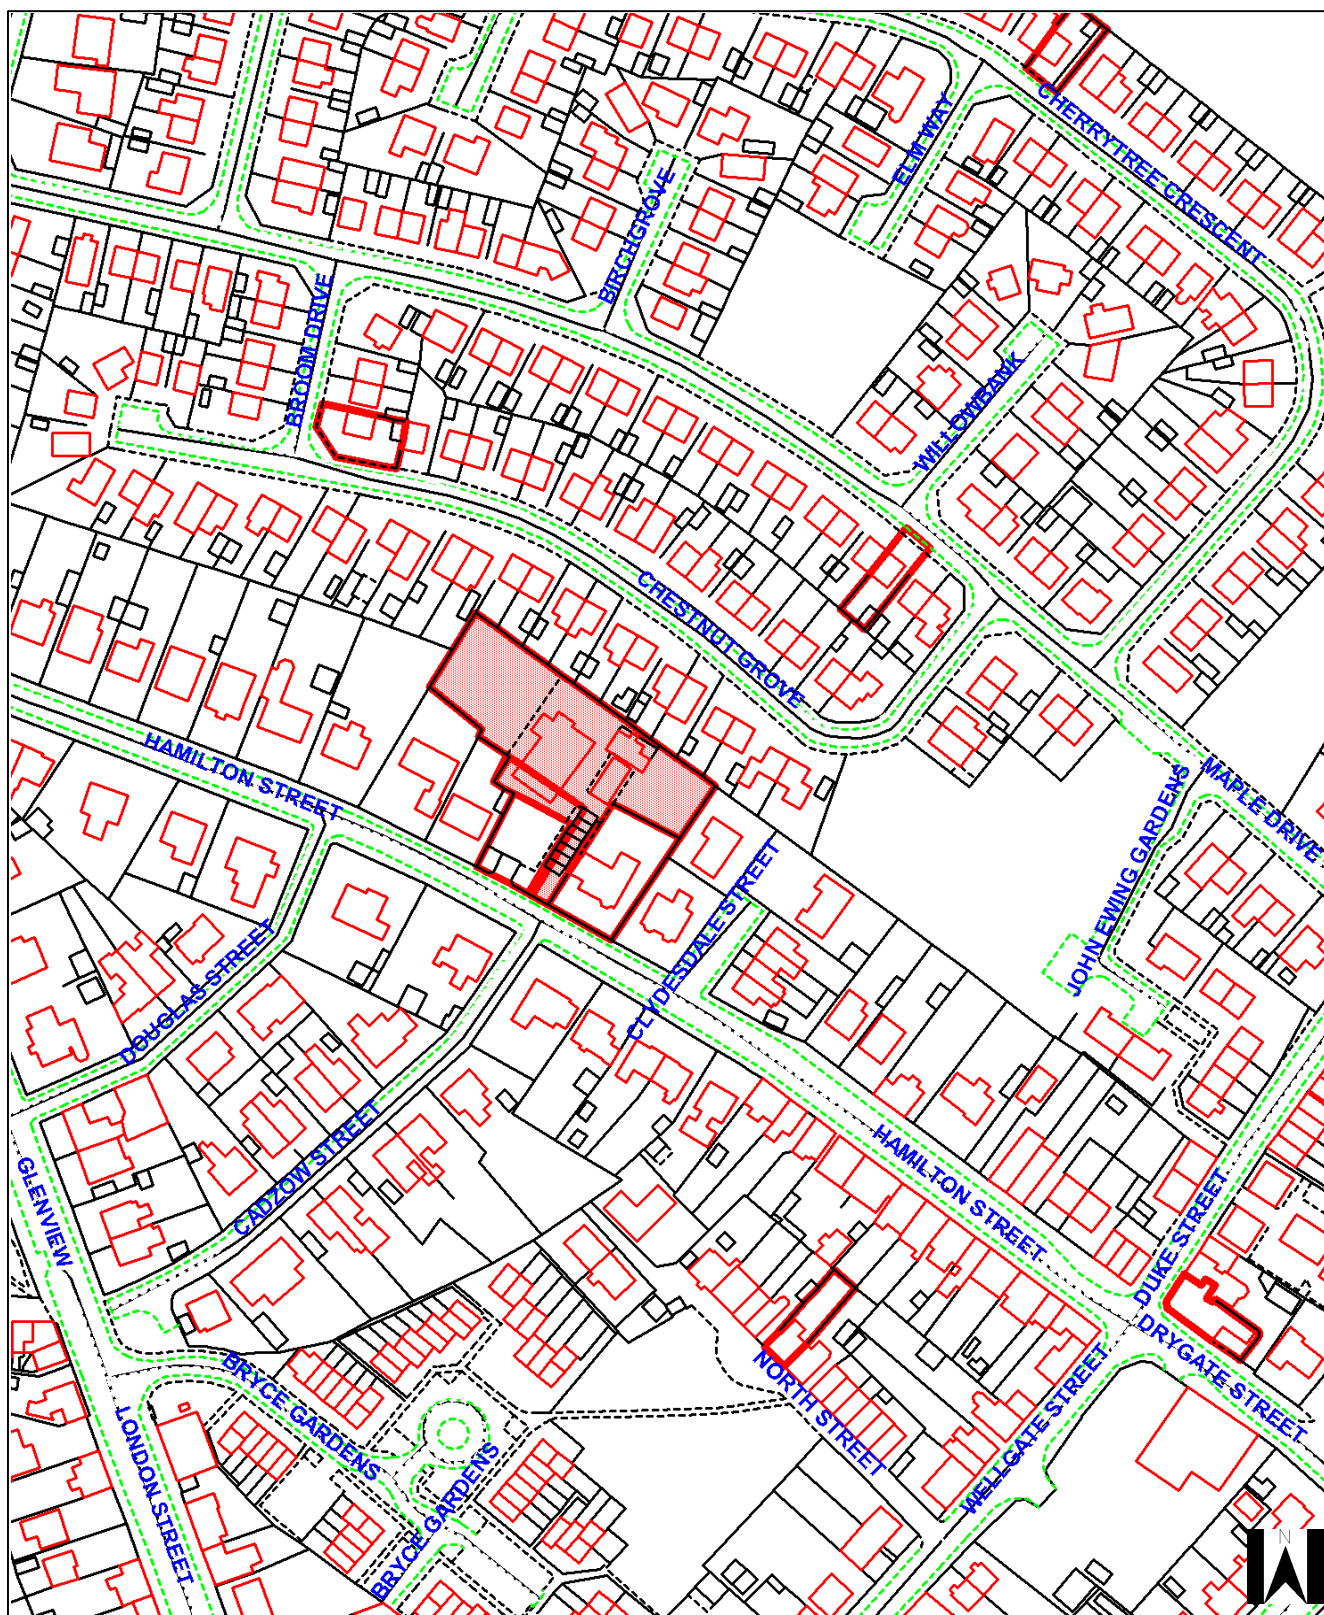 CHERRYTREE CRESCENT
ELM WAY
BIRCHGROVE
BROOM DRIVE
WILLOWBANK
CHESTNUT GROVE
HAMILTON STREET
MAPLE DRIVE
JOHN EWING GARDENS
CLYDESDALE STREET
DOUGLAS STREET
CADZOW STREET
GLENVIEW
HAMILTON STREET
DUKE STREET
DRYGATE STREET
NORTH STREET
WELLGATE STREET
BRYCE GARDENS
LONDON STREET
BRYCE GARDENS
N